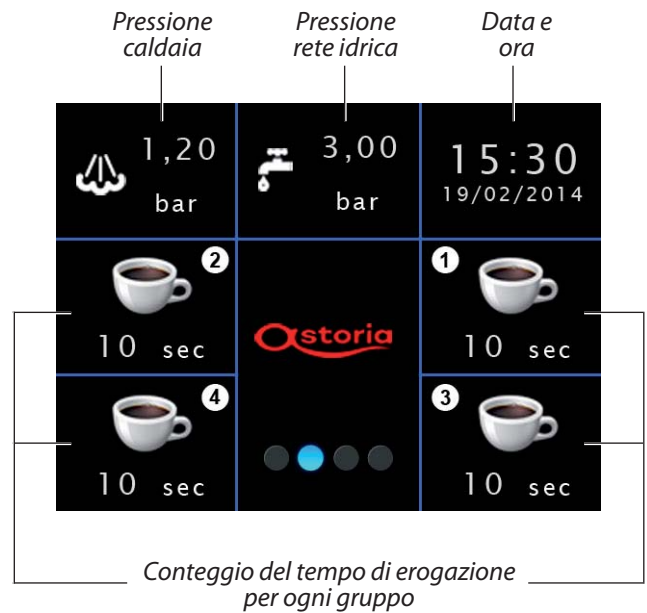 Pressione
caldaia
Pressione
rete idrica
Data e
ora
1,20
bar
3,00
bar
15:30
19/02/2014
2
10 sec
astoria
1
10 sec
4
10 sec
3
10 sec
Conteggio del tempo di erogazione
per ogni gruppo